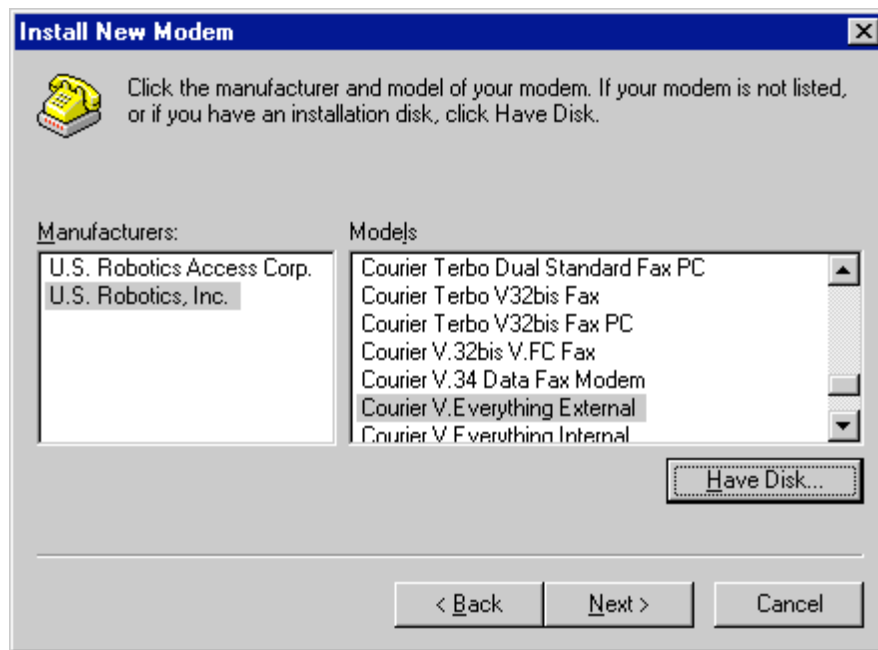 Install New Modem
Click the manufacturer and model of your modem. If your modem is not listed,
or if you have an installation disk, click Have Disk.
Manufacturers:
U.S. Robotics Access Corp.
U.S. Robotics, Inc.
Models
Courier Terbo Dual Standard Fax PC
Courier Terbo V32bis Fax
Courier Terbo V32bis Fax PC
Courier V.32bis V.FC Fax
Courier V.34 Data Fax Modem
Courier V.Everything External
Courier V.Everything Internal
Have Disk...
< Back
Next >
Cancel